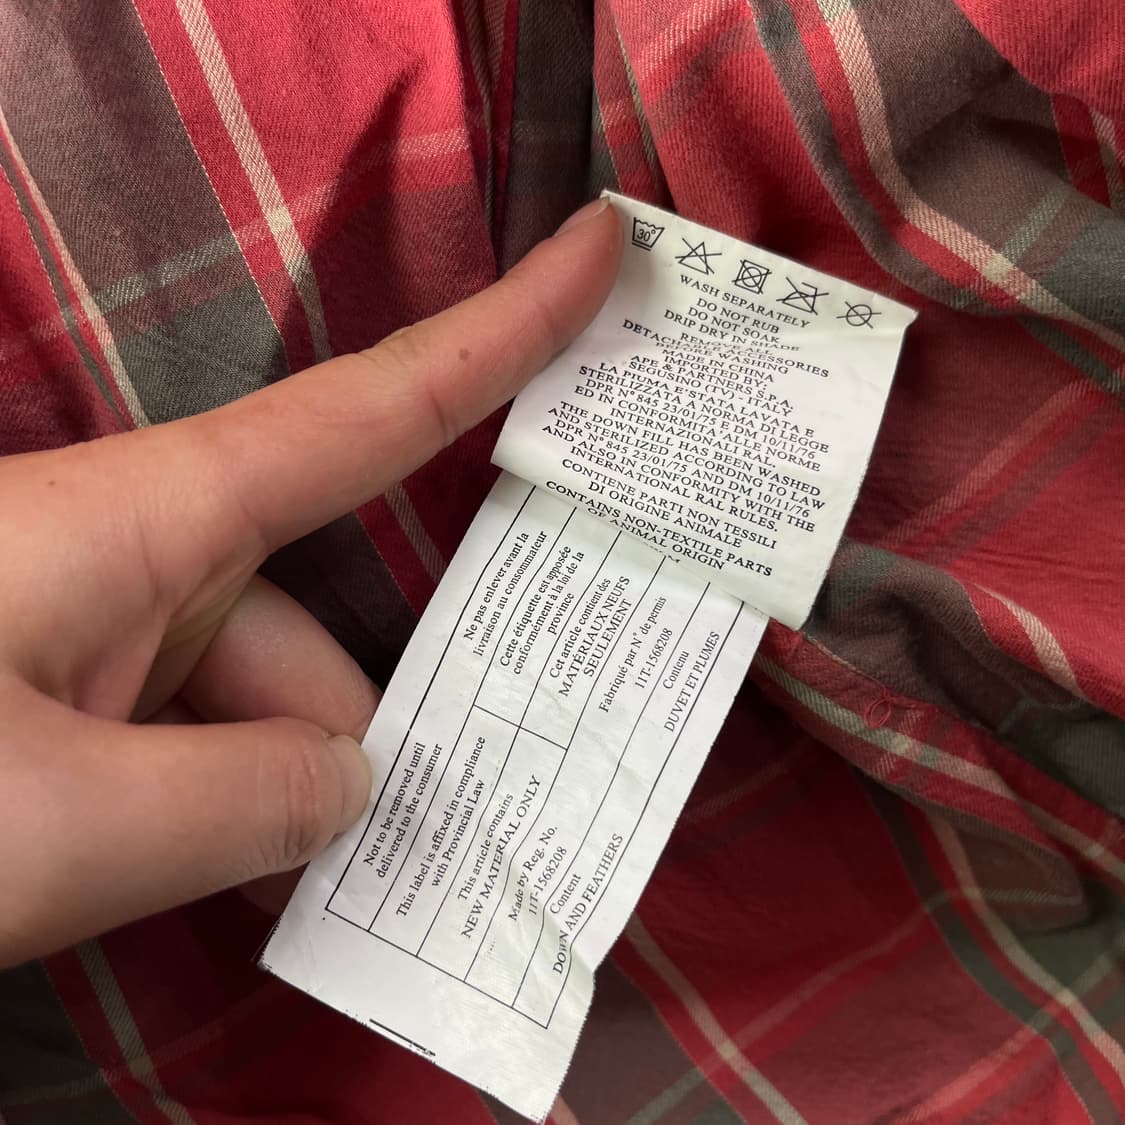 30°
WASH SEPARATELY
DO NOT RUB
DO NOT SOAK
DRIP DRY IN SHADE
REMOVE ALL
DETACHABLE ACCESSORIES
BEFORE WASHING
MADE IN CHINA
IMPORTED BY:
APE & PARTNERS S.P.A.
SEGUSINO (TV) - ITALY
LA PIUMA E'STATA LAVATA E
STERILIZZATA A NORMA DI LEGGE
DPR N° 845 23/01/75 E DM 10/11/76
ED IN CONFORMITA ALLE NORME
INTERNAZIONALI RAL.
THE DOWN FILL HAS BEEN WASHED
AND STERILIZED ACCORDING TO LAW
DPR N° 845 23/01/75 AND DM 10/11/76
AND ALSO IN CONFORMITY WITH THE
INTERNATIONAL RAL RULES.
CONTIENE PARTI NON TESSILI
DI ORIGINE ANIMALE
CONTAINS NON-TEXTILE PARTS
OF ANIMAL ORIGIN
Not to be removed until
delivered to the consumer
Ne pas enlever avant la
livraison au consommateur
This label is affixed in compliance
with Provincial Law
Cette étiquette est apposée
conformément à la loi de la
province
This article contains
NEW MATERIAL ONLY
Cet article contient des
MATÉRIAUX NEUFS
SEULEMENT
Made by Reg. No.
11T-1568208
Fabriqué par N° de permis
11T-1568208
Content
DOWN AND FEATHERS
Contenu
DUVET ET PLUMES